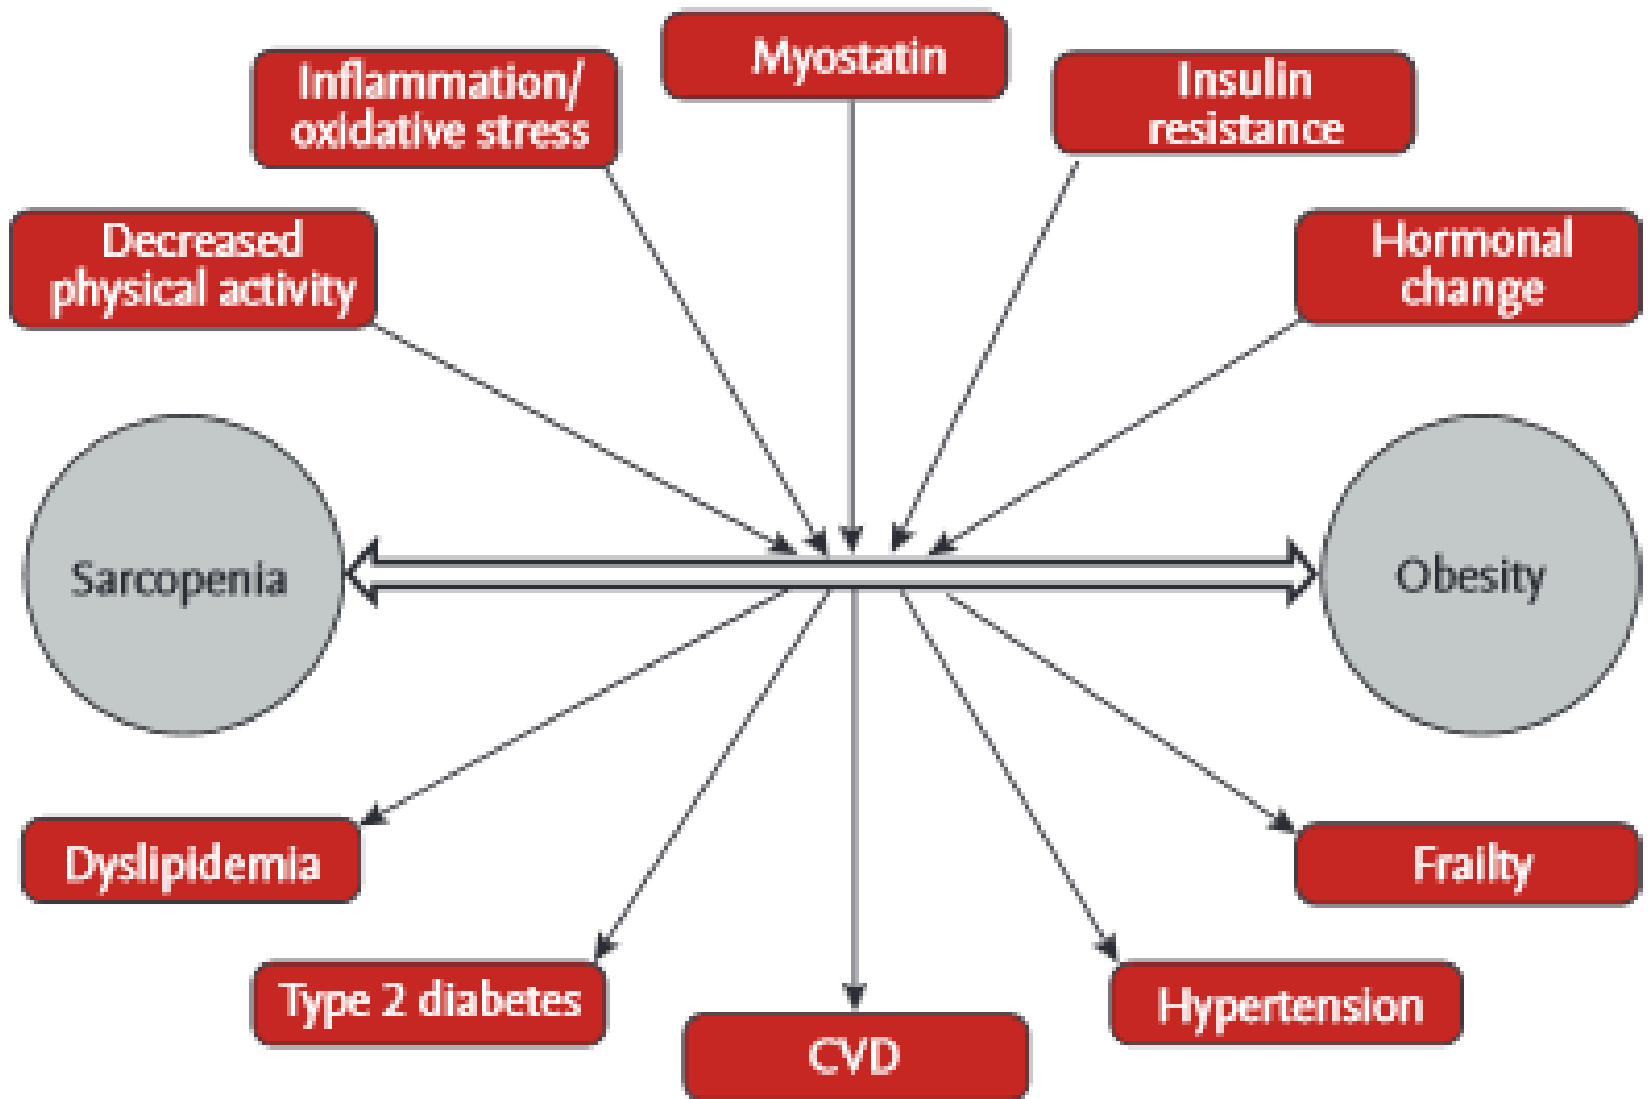 Myostatin
Inflammation/
oxidative stress
Insulin
resistance
Decreased
physical activity
Hormonal
change
Sarcopenia
Obesity
Dyslipidemia
Frailty
Type 2 diabetes
Hypertension
CVD